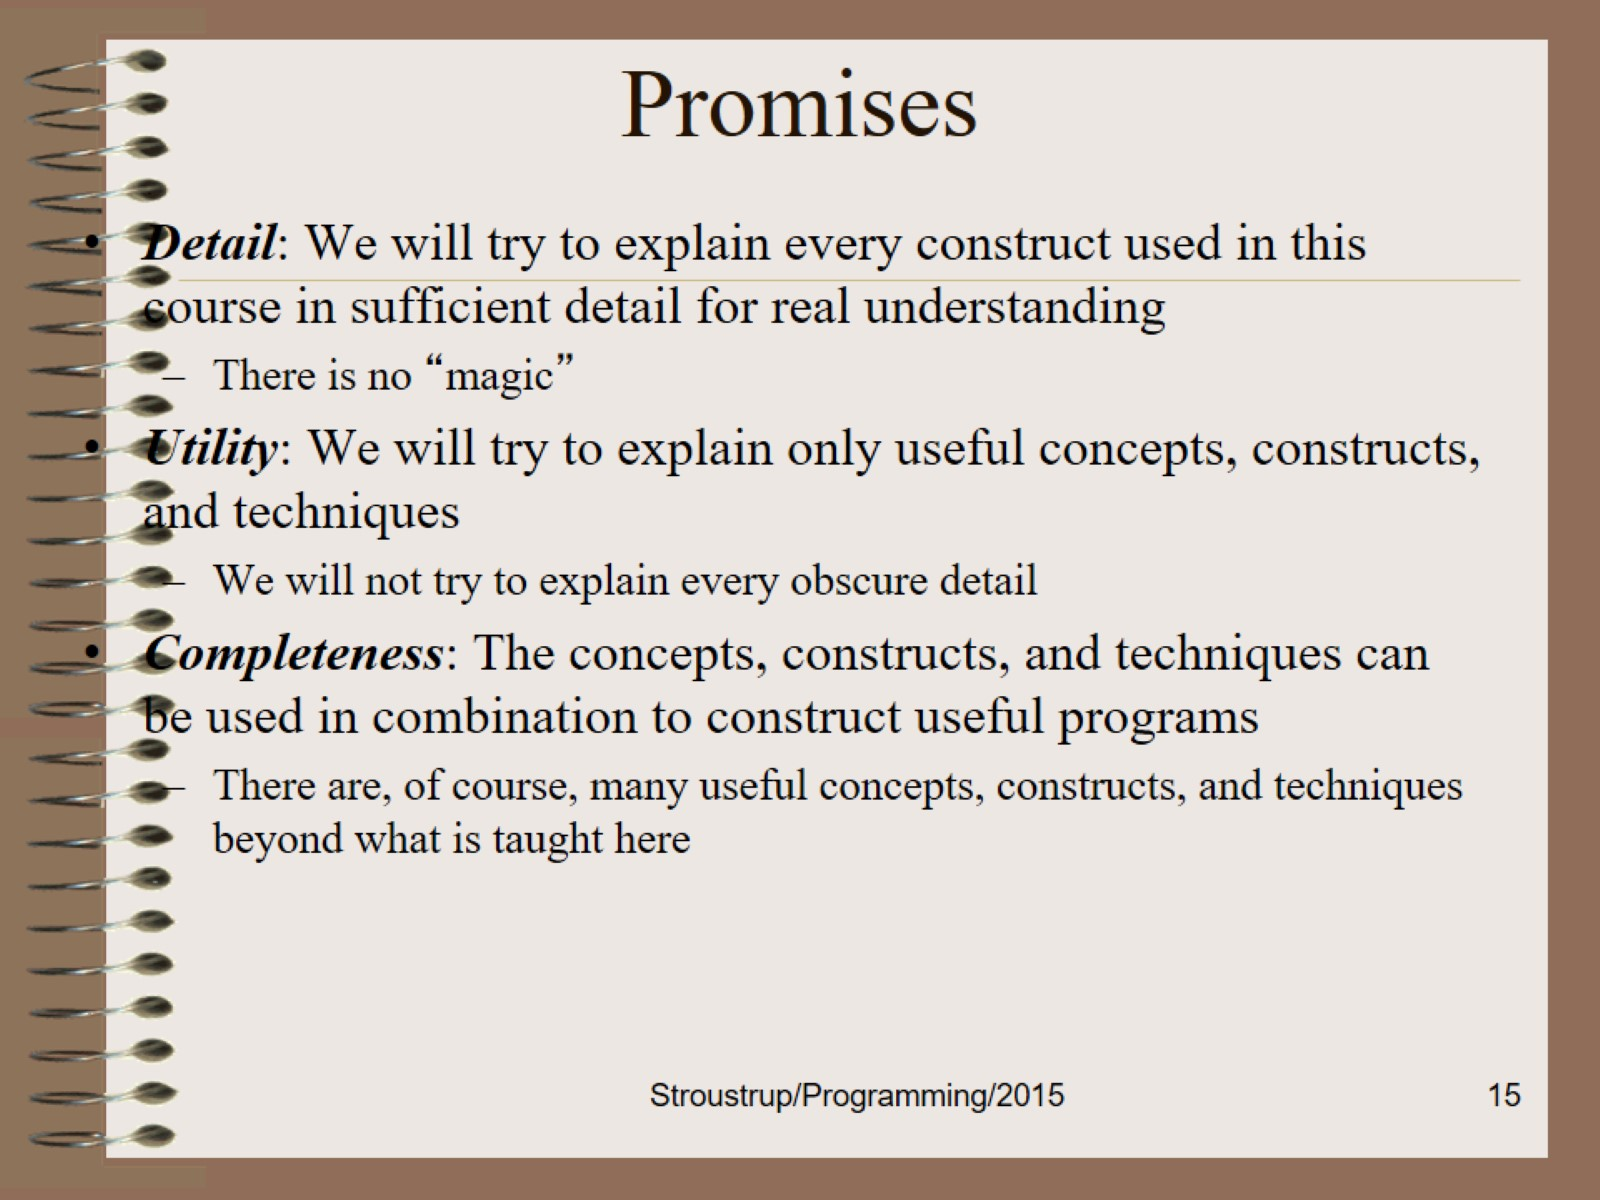 Promises
• Detail: We will try to explain every construct used in this
course in sufficient detail for real understanding
– There is no “magic”
• Utility: We will try to explain only useful concepts, constructs,
and techniques
– We will not try to explain every obscure detail
• Completeness: The concepts, constructs, and techniques can
be used in combination to construct useful programs
– There are, of course, many useful concepts, constructs, and techniques
beyond what is taught here
Stroustrup/Programming/2015
15